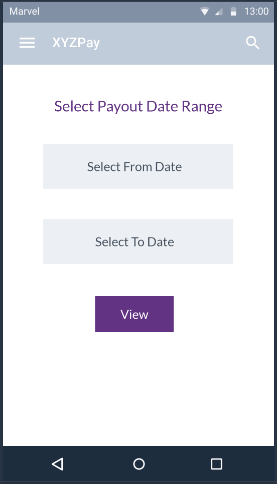 Marvel 13:00
XYZPay
Select Payout Date Range
Select From Date
Select To Date
View